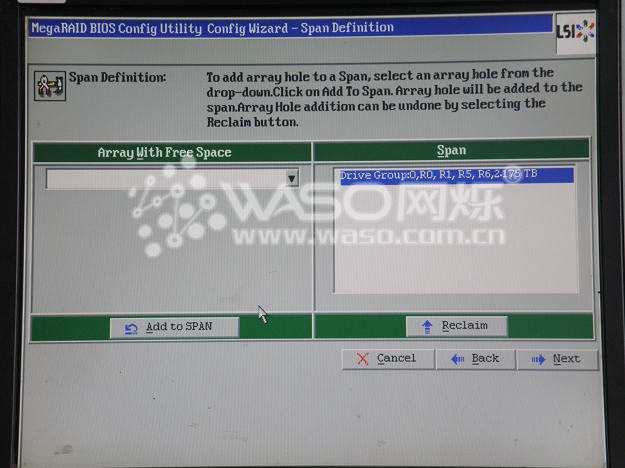 MegaRAID BIOS Config Utility Config Wizard - Span Definition
LSI
Span Definition:
To add array hole to a Span, select an array hole from the
drop-down.Click on Add To Span. Array hole will be added to the
span.Array Hole addition can be undone by selecting the
Reclaim button.
Array With Free Space
Span
Drive Group:0,R0, R1, R5, R6,2.175 TB
WASO网烁®
www.waso.com.cn
Add to SPAN
Reclaim
Cancel
Back
Next